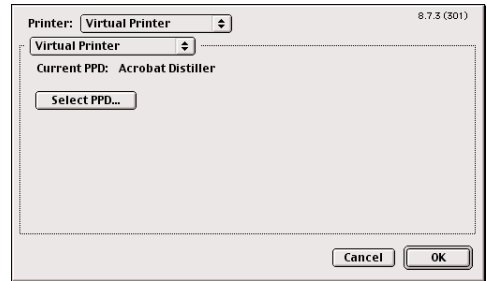 Printer: Virtual Printer 8.7.3 (301)
Virtual Printer
Current PPD: Acrobat Distiller
Select PPD...
Cancel OK